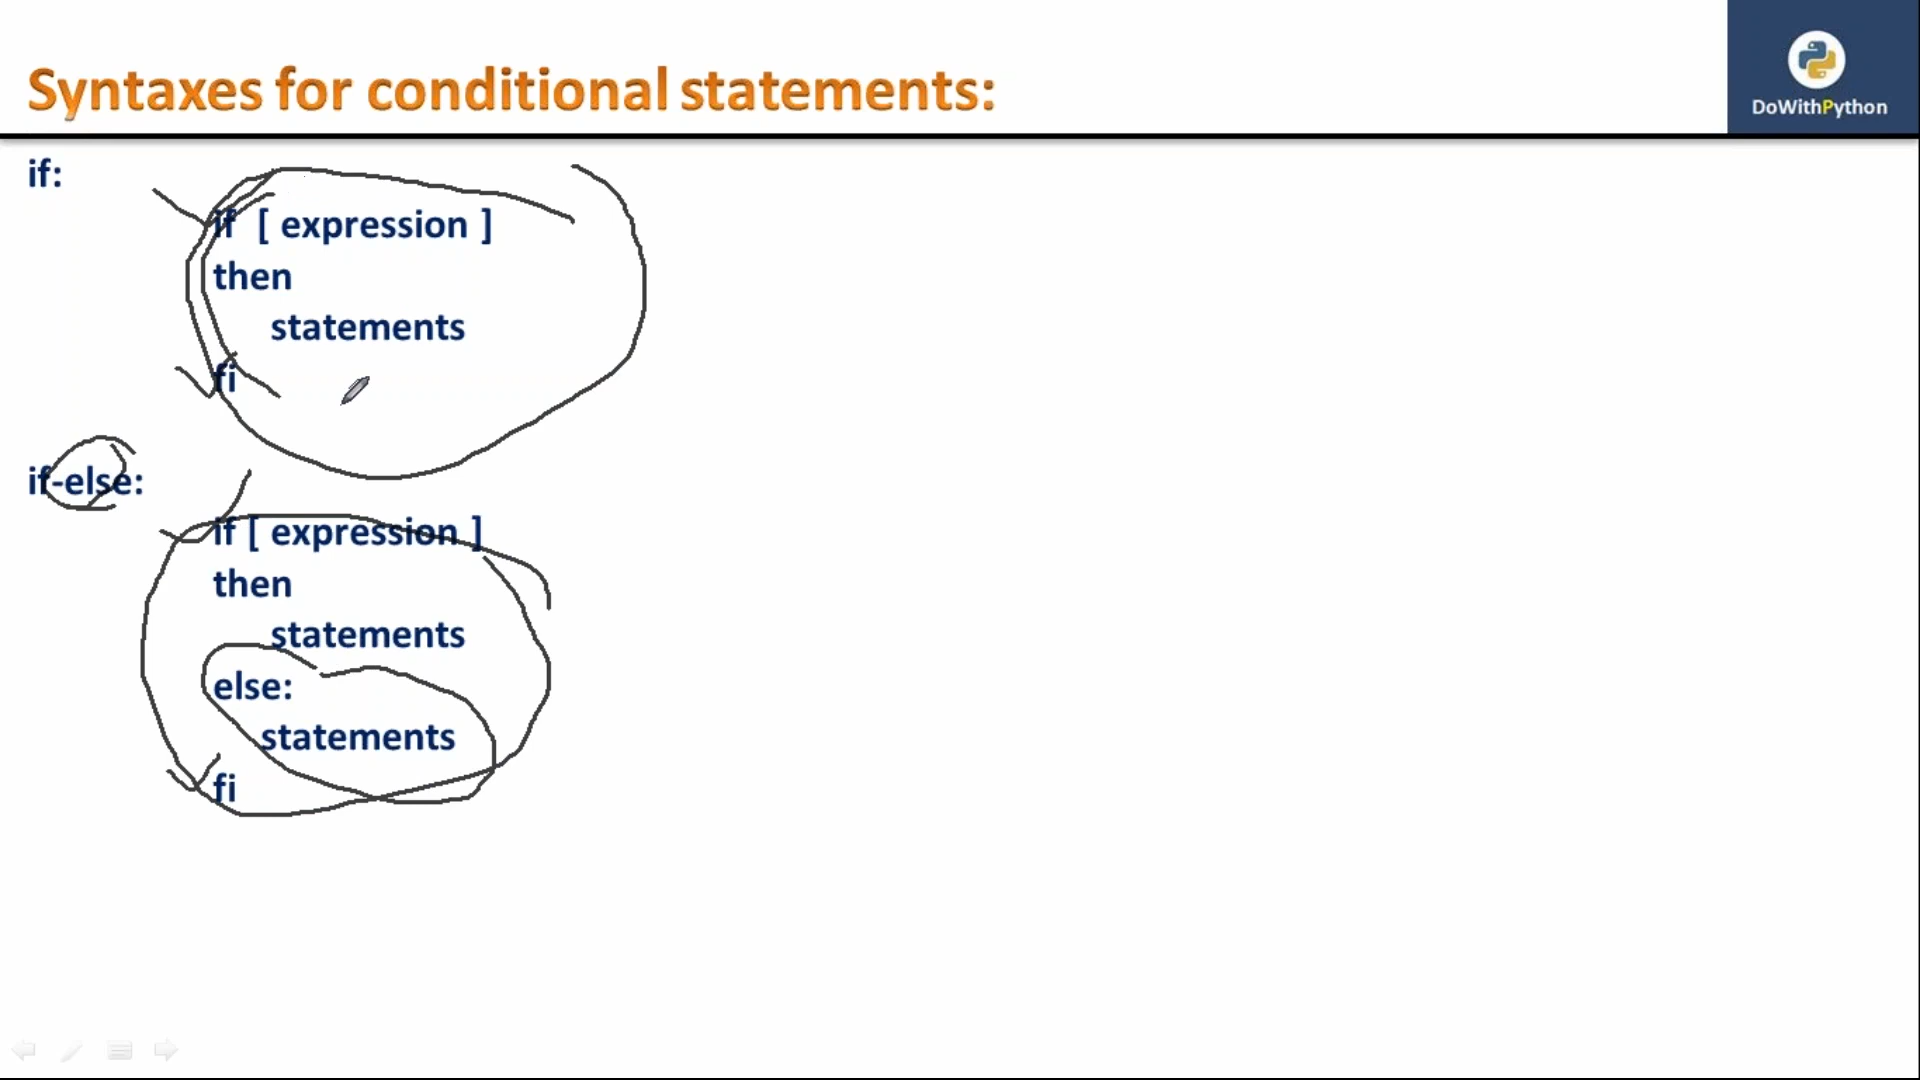 Syntaxes for conditional statements:
DoWithPython
if:
if [ expression ]
then
statements
fi
if-else:
if [ expression ]
then
statements
else:
statements
fi